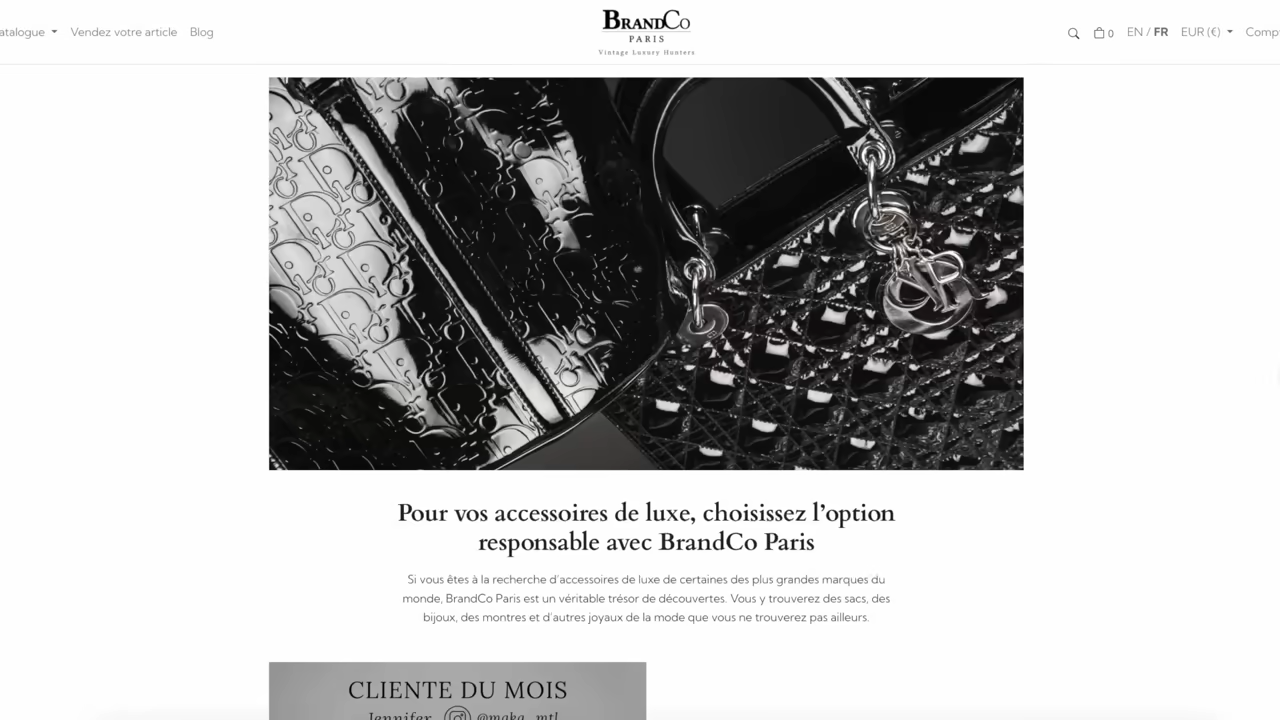 atalogue
Vendez votre article
Blog
BRANDCO
PARIS
Vintage Luxury Hunters
0
EN / FR
EUR (€)
Comp
Pour vos accessoires de luxe, choisissez l’option
responsable avec BrandCo Paris
Si vous êtes à la recherche d’accessoires de luxe de certaines des plus grandes marques du
monde, BrandCo Paris est un véritable trésor de découvertes. Vous y trouverez des sacs, des
bijoux, des montres et d’autres joyaux de la mode que vous ne trouverez pas ailleurs.
CLIENTE DU MOIS
Jennifer @maka_mtl